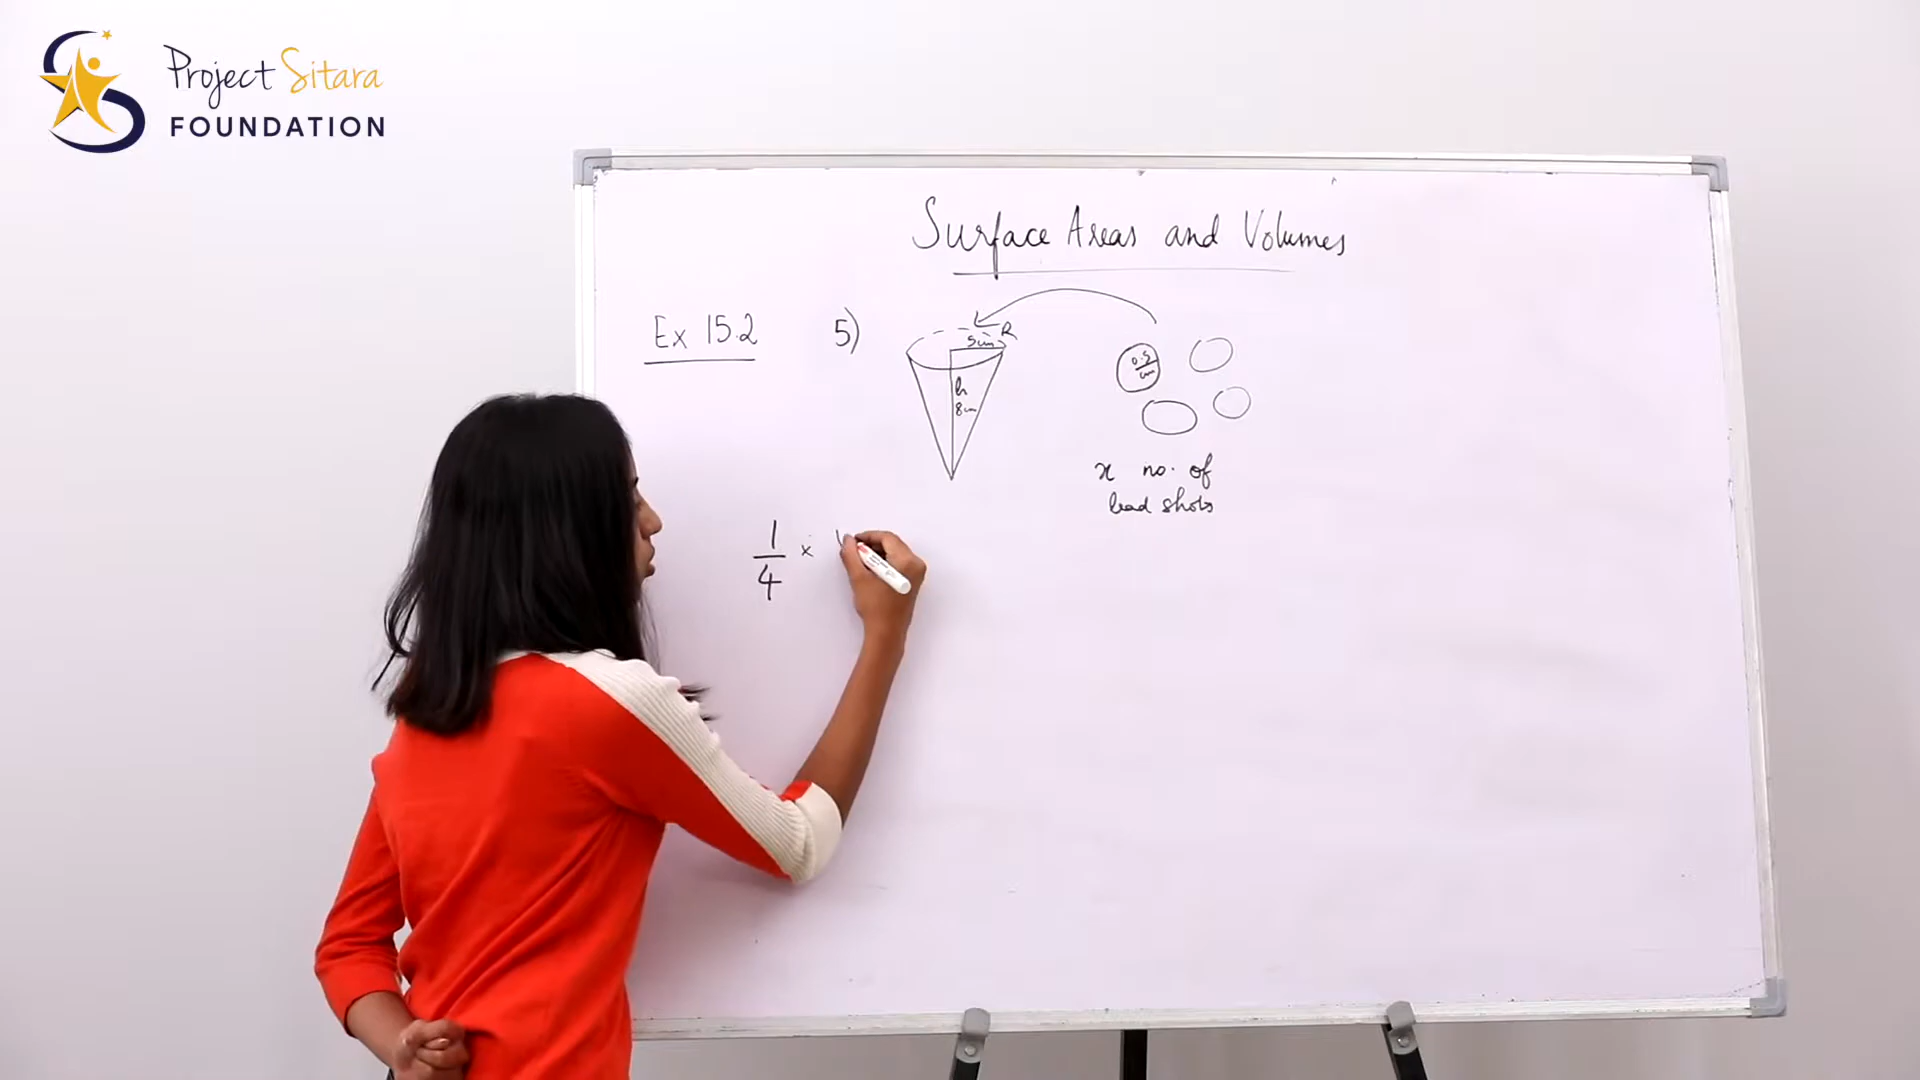 Project Sitara
FOUNDATION
Surface Areas and Volumes
Ex 15.2 5)
R
5cm
h
8cm
0.5
cm
x no. of
lead shots
1/4 ×